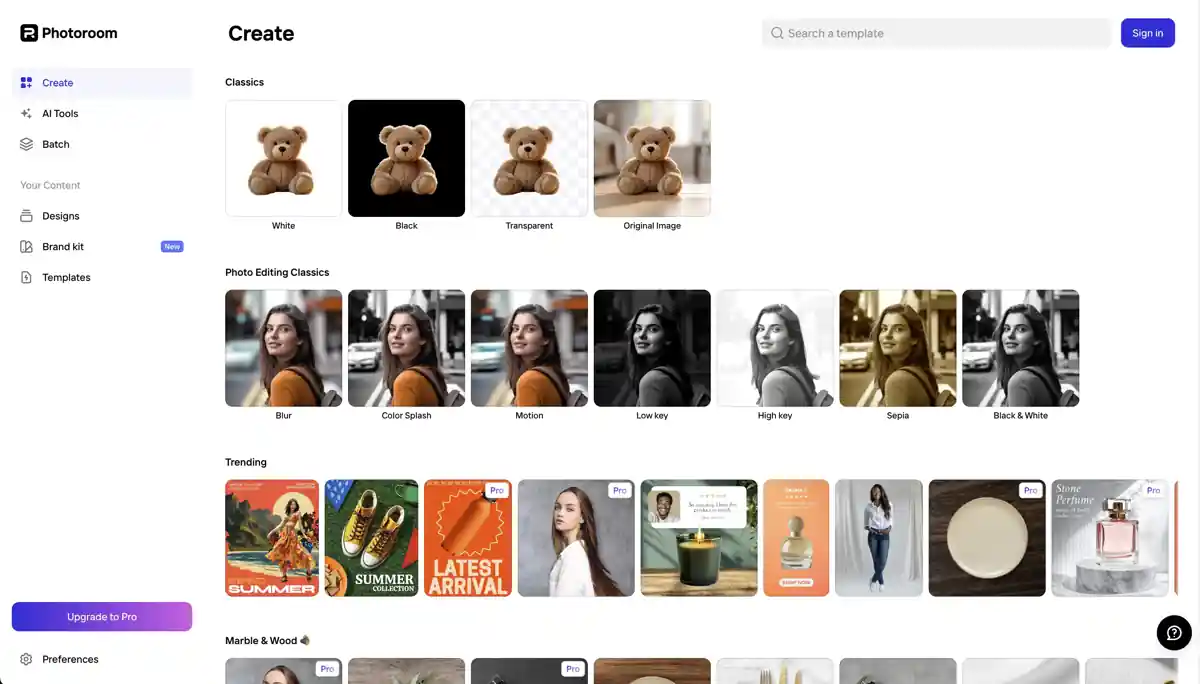 Photoroom
Create
Search a template
Sign in
Create
AI Tools
Batch
Your Content
Designs
Brand kit
New
Templates
Upgrade to Pro
Preferences
Classics
White
Black
Transparent
Original Image
Photo Editing Classics
Blur
Color Splash
Motion
Low key
High key
Sepia
Black & White
Trending
SUMMER
SUMMER
COLLECTION
Pro
LATEST
ARRIVAL
Pro
Pro
Stone
Perfume
Pro
Marble & Wood
Pro
Pro